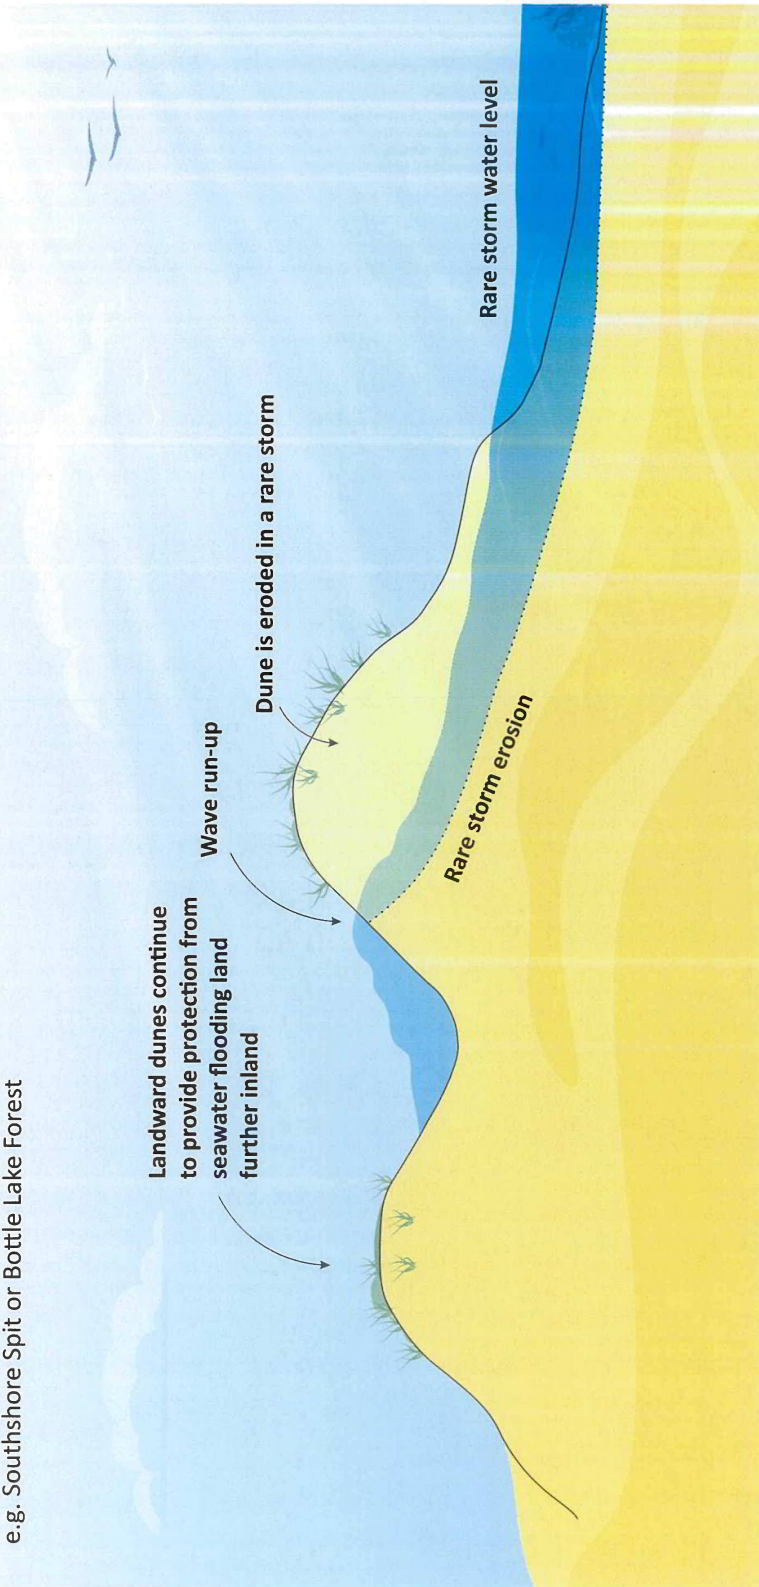 e.g. Southshore Spit or Bottle Lake Forest
Landward dunes continue
to provide protection from
seawater flooding land
further inland
Wave run-up
Dune is eroded in a rare storm
Rare storm water level
Rare storm erosion